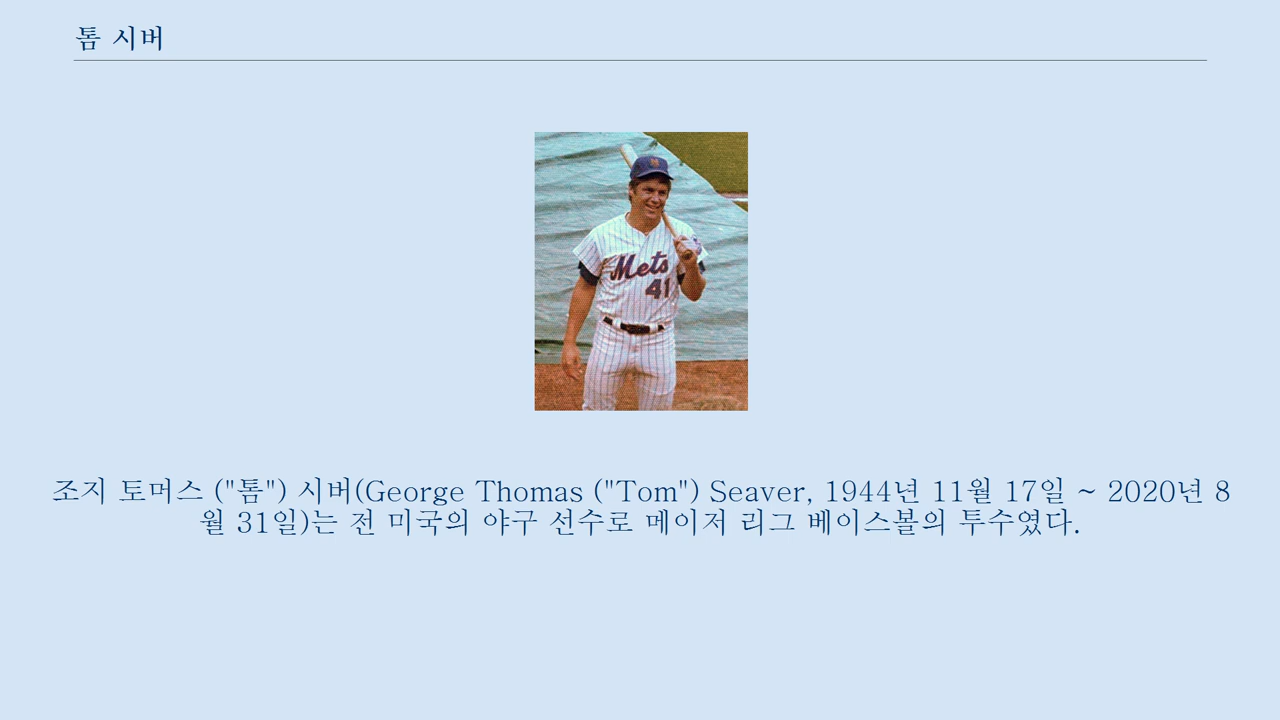 톰 시버
Mets
41
조지 토머스 ("톰") 시버(George Thomas ("Tom") Seaver, 1944년 11월 17일 ~ 2020년 8
월 31일)는 전 미국의 야구 선수로 메이저 리그 베이스볼의 투수였다.